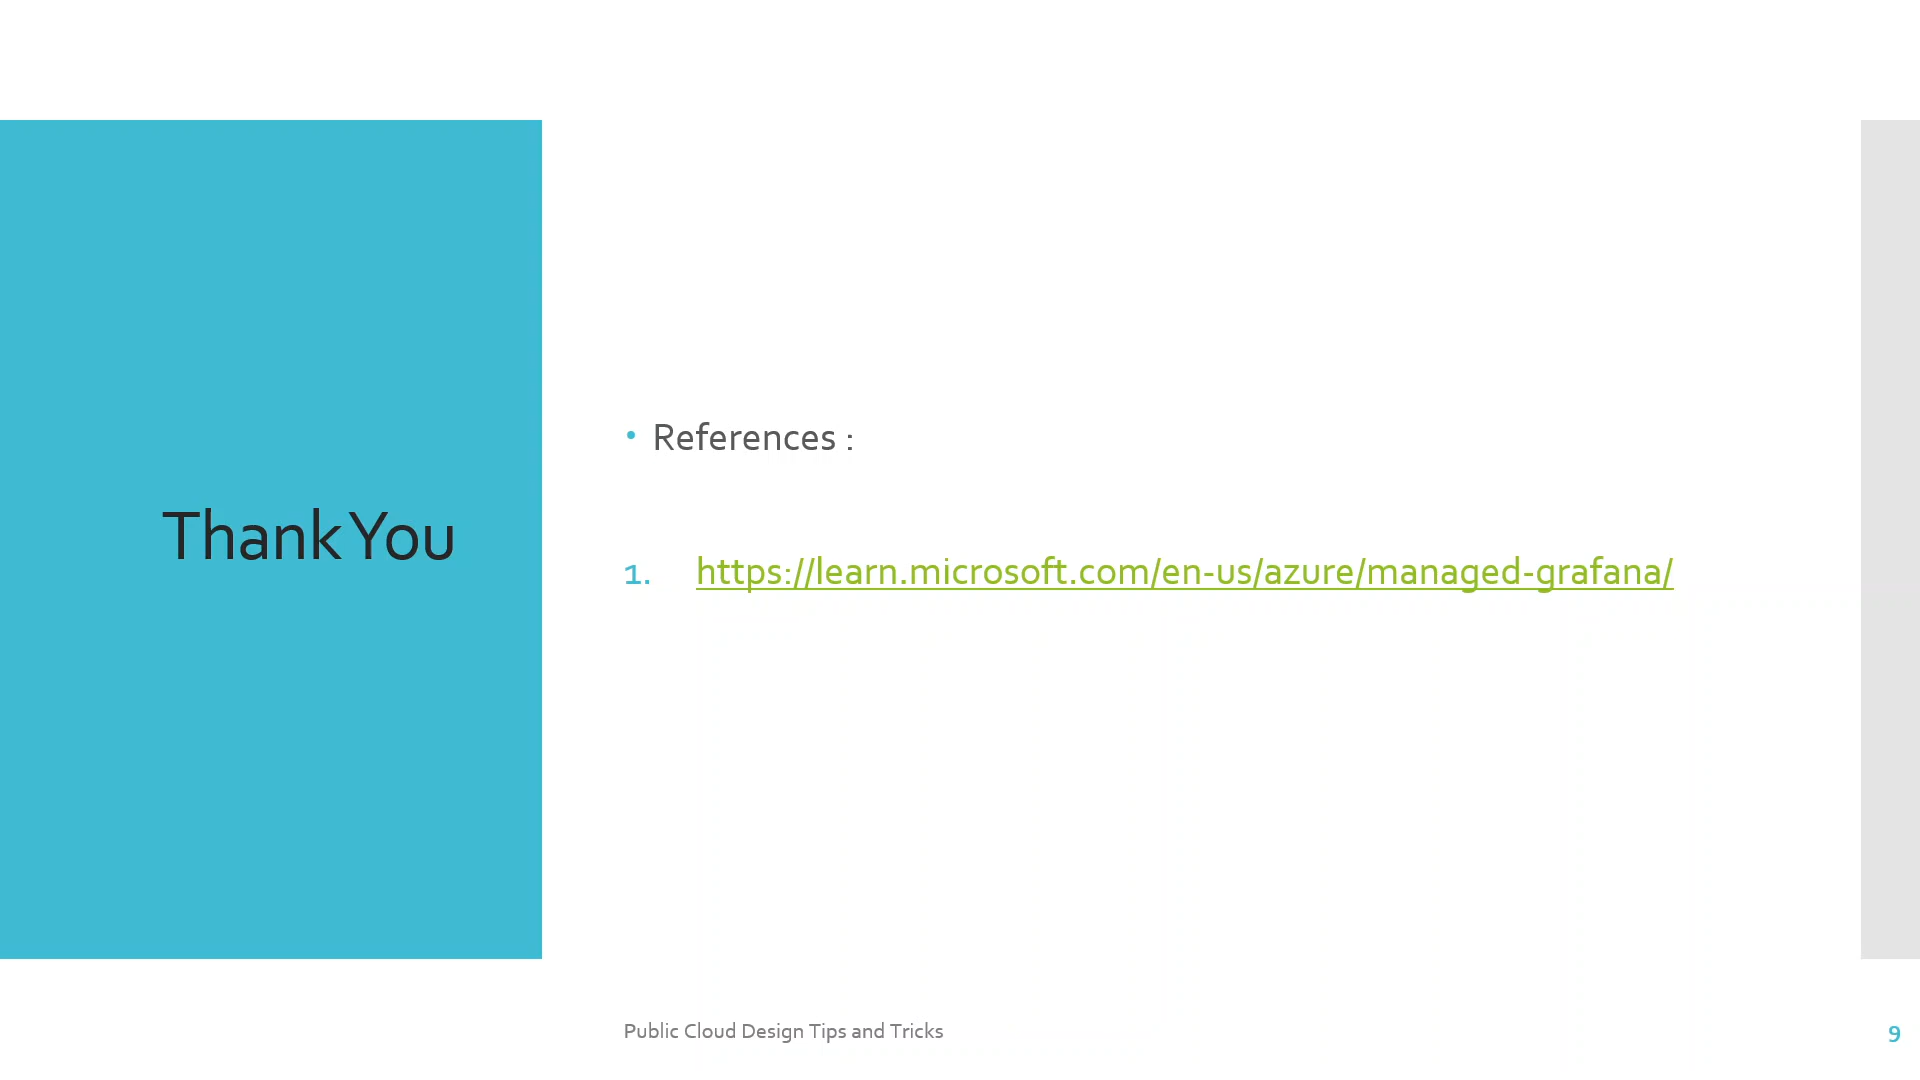 Thank You
• References :
1. https://learn.microsoft.com/en-us/azure/managed-grafana/
Public Cloud Design Tips and Tricks
9